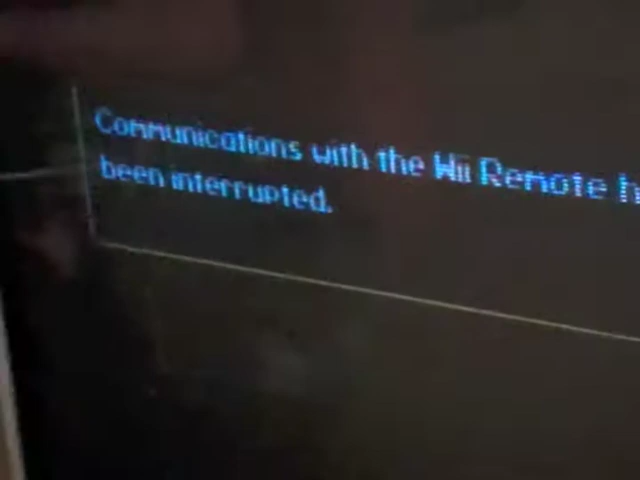 Communications with the Wii Remote h
been interrupted.